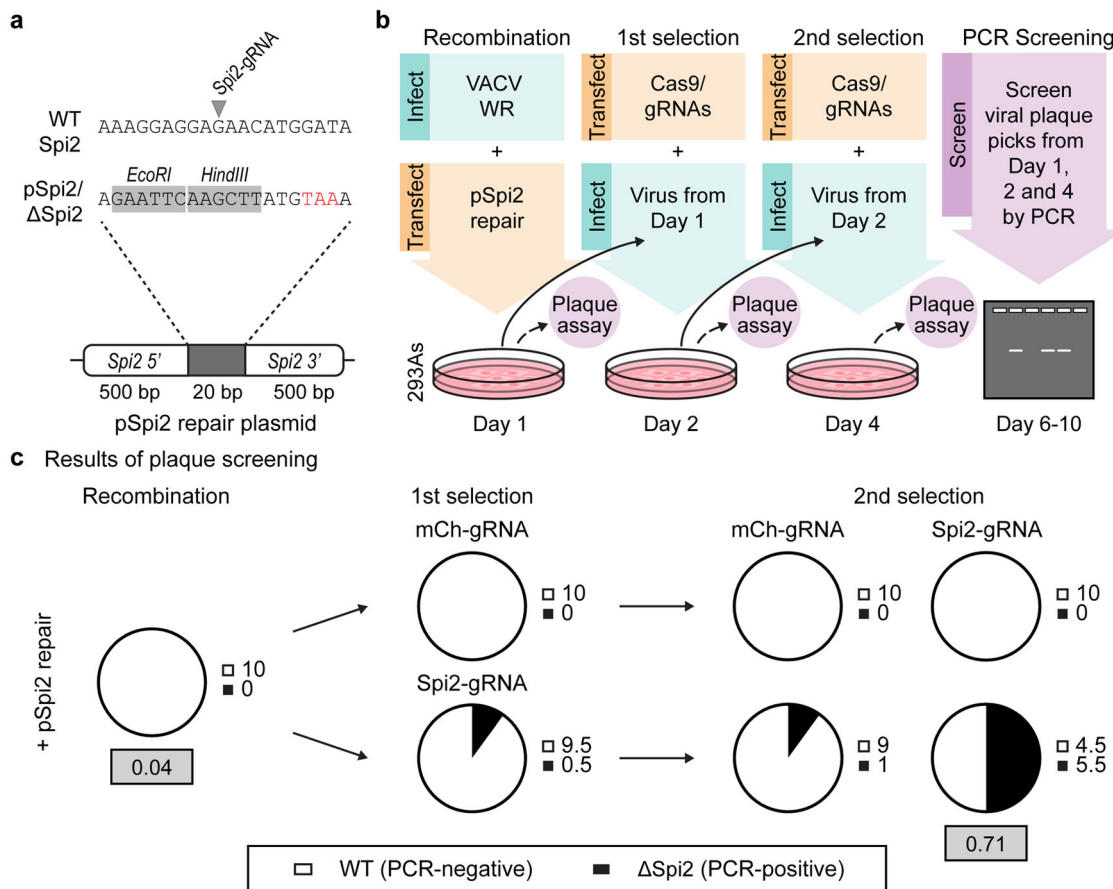 a
Spi2-gRNA
WT
Spi2
AAAGGAGGAGAACATGGATA
EcoRI HindIII
pSpi2/
ΔSpi2
AGAATTCAAGCTTATGTAAA
Spi2 5'
Spi2 3'
500 bp 20 bp 500 bp
pSpi2 repair plasmid
b
Recombination
1st selection
2nd selection
PCR Screening
Infect
VACV
WR
+
Transfect
pSpi2
repair
Transfect
Cas9/
gRNAs
+
Infect
Virus from
Day 1
Transfect
Cas9/
gRNAs
+
Infect
Virus from
Day 2
Screen
Screen
viral plaque
picks from
Day 1,
2 and 4
by PCR
Plaque
assay
Plaque
assay
Plaque
assay
293As
Day 1
Day 2
Day 4
Day 6-10
c Results of plaque screening
Recombination
1st selection
2nd selection
mCh-gRNA
mCh-gRNA
Spi2-gRNA
+ pSpi2 repair
10
0
0.04
10
0
10
0
10
0
Spi2-gRNA
9.5
0.5
9
1
4.5
5.5
0.71
WT (PCR-negative)
ΔSpi2 (PCR-positive)